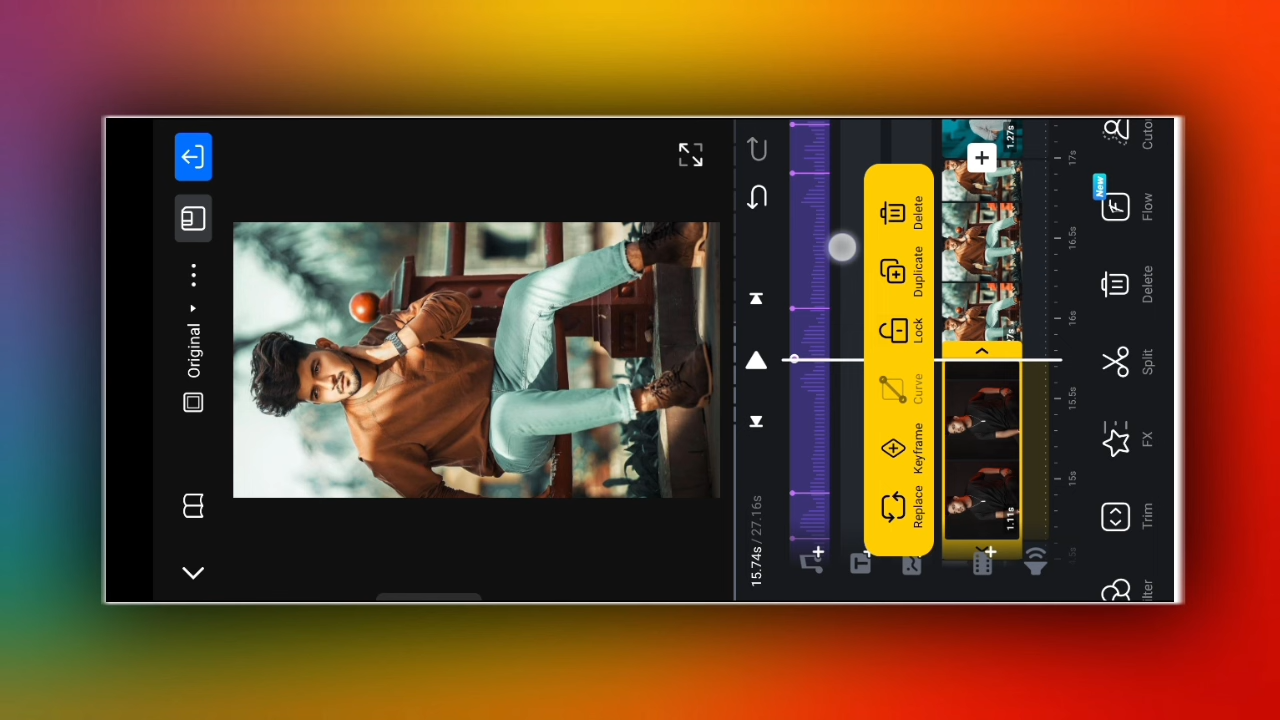 Original
15.74s / 27.16s
Replace
Keyframe
Curve
Lock
Duplicate
Delete
T
1.11s
1.27s
15s
15.5s
16s
16.5s
17s
New
Trim
FX
Split
Delete
Flow